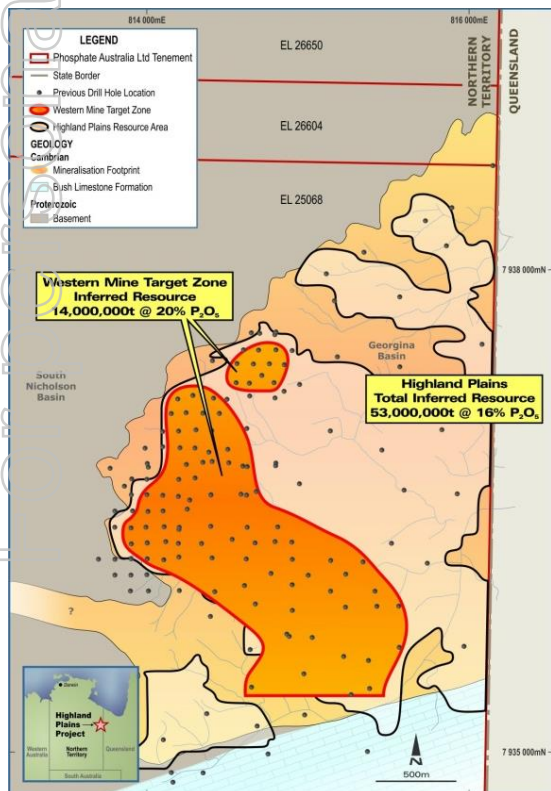 814 000mE
816 000mE
LEGEND
Phosphate Australia Ltd Tenement
State Border
Previous Drill Hole Location
Western Mine Target Zone
Highland Plains Resource Area
GEOLOGY
Cambrian
Mineralisation Footprint
Bush Limestone Formation
Proterozoic
Basement
EL 26650
EL 26604
EL 25068
NORTHERN
TERRITORY
QUEENSLAND
7 938 000mN
Western Mine Target Zone
Inferred Resource
14,000,000t @ 20% P₂O₅
Georgina
Basin
South
Nicholson
Basin
Highland Plains
Total Inferred Resource
53,000,000t @ 16% P₂O₅
?
Darwin
Highland
Plains
Project
Western
Australia
Northern
Territory
Queensland
South Australia
N
500m
7 935 000mN